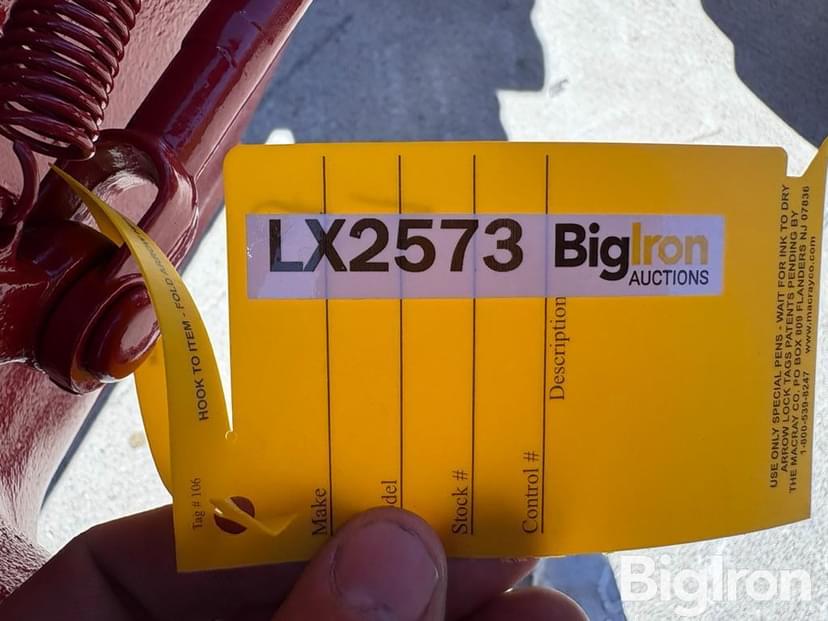 LX2573 BigIron
AUCTIONS
HOOK TO ITEM - FOLD ARROW
Tag # 106
Make
Stock #
Control #
Description
USE ONLY SPECIAL PENS - WAIT FOR INK TO DRY
ARROW LOCK TAGS PATENTS PENDING BY
THE MACRAY CO. PO BOX 809 FLANDERS NJ 07836
1-800-539-8247 www.macrayco.com
BigIron